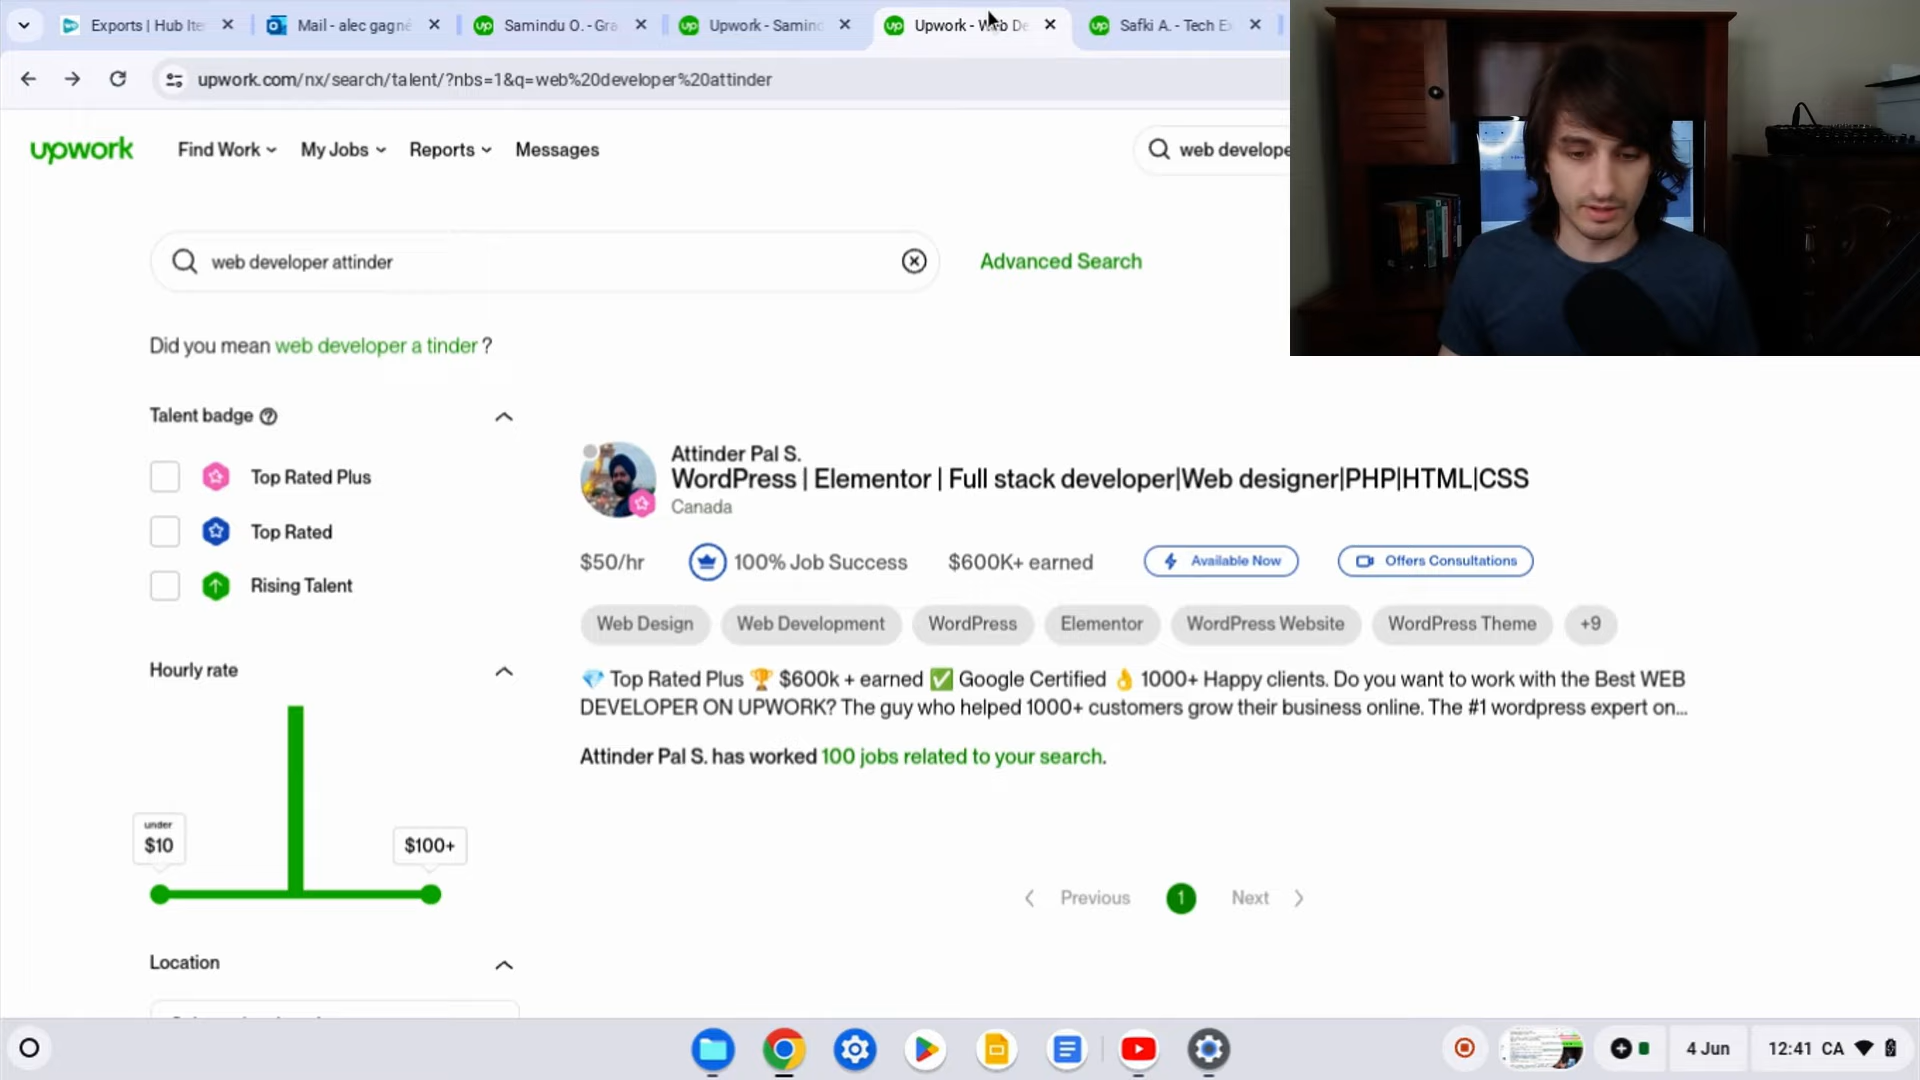 Exports | Hub Ite
Mail - alec gagné
Samindu O. - Gra
Upwork - Samind
Upwork - Web De
Safki A. - Tech Ex
upwork.com/nx/search/talent/?nbs=1&q=web%20developer%20attinder
upwork
Find Work
My Jobs
Reports
Messages
web develope
web developer attinder
Advanced Search
Did you mean web developer a tinder ?
Talent badge
Top Rated Plus
Top Rated
Rising Talent
Hourly rate
under
$10
$100+
Location
Attinder Pal S.
WordPress | Elementor | Full stack developer|Web designer|PHP|HTML|CSS
Canada
$50/hr 100% Job Success $600K+ earned Available Now Offers Consultations
Web Design Web Development WordPress Elementor WordPress Website WordPress Theme +9
💎 Top Rated Plus 🏆 $600k + earned ✅ Google Certified 👌 1000+ Happy clients. Do you want to work with the Best WEB
DEVELOPER ON UPWORK? The guy who helped 1000+ customers grow their business online. The #1 wordpress expert on...
Attinder Pal S. has worked 100 jobs related to your search.
Previous 1 Next
4 Jun
12:41 CA